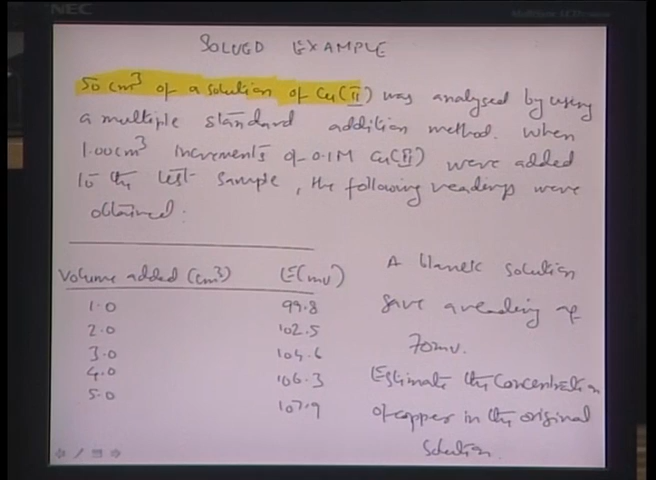 NEC
SOLVED EXAMPLE
50 cm³ of a solution of Cu(II) was analysed by using
a multiple standard addition method. When
1.00cm³ increments of 0.1M Cu(II) were added
to the test sample, the following readings were
obtained:
Volume added (cm³) E(mv)
1.0 99.8
2.0 102.5
3.0 104.6
4.0 106.3
5.0 107.9
A blank solution
gave a reading of
70mv.
Estimate the concentration
of copper in the original
solution.